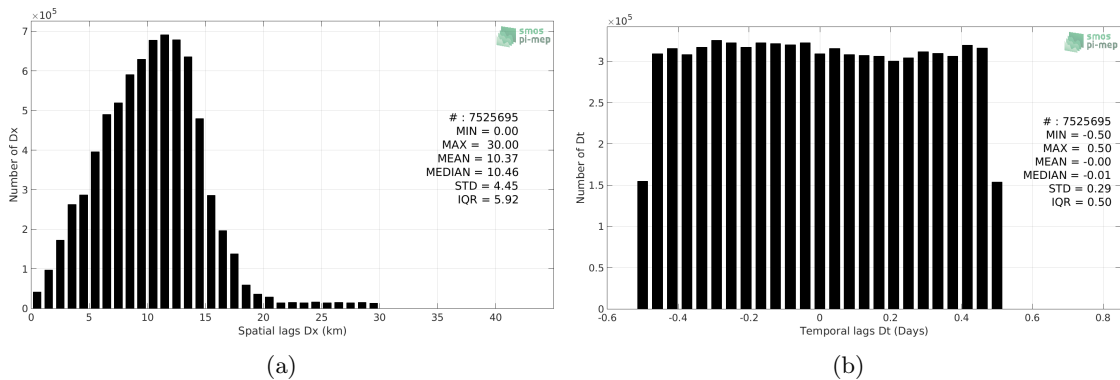 ×10⁵
7
6
5
4
3
2
1
0
Number of Dx
smos
pi-mep
# : 7525695
MIN = 0.00
MAX = 30.00
MEAN = 10.37
MEDIAN = 10.46
STD = 4.45
IQR = 5.92
0 5 10 15 20 25 30 35 40
Spatial lags Dx (km)
(a)
×10⁵
3
2.5
2
1.5
1
0.5
0
Number of Dt
smos
pi-mep
# : 7525695
MIN = -0.50
MAX = 0.50
MEAN = -0.00
MEDIAN = -0.01
STD = 0.29
IQR = 0.50
-0.6 -0.4 -0.2 0 0.2 0.4 0.6 0.8
Temporal lags Dt (Days)
(b)